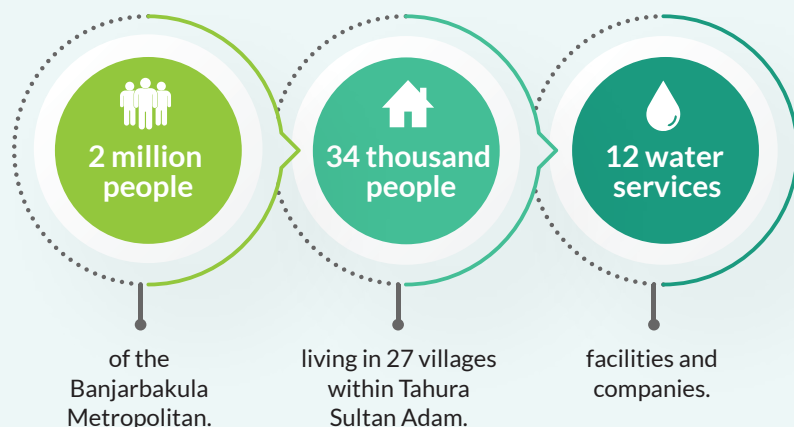 2 million
people
of the
Banjarbakula
Metropolitan.
34 thousand
people
living in 27 villages
within Tahura
Sultan Adam.
12 water
services
facilities and
companies.